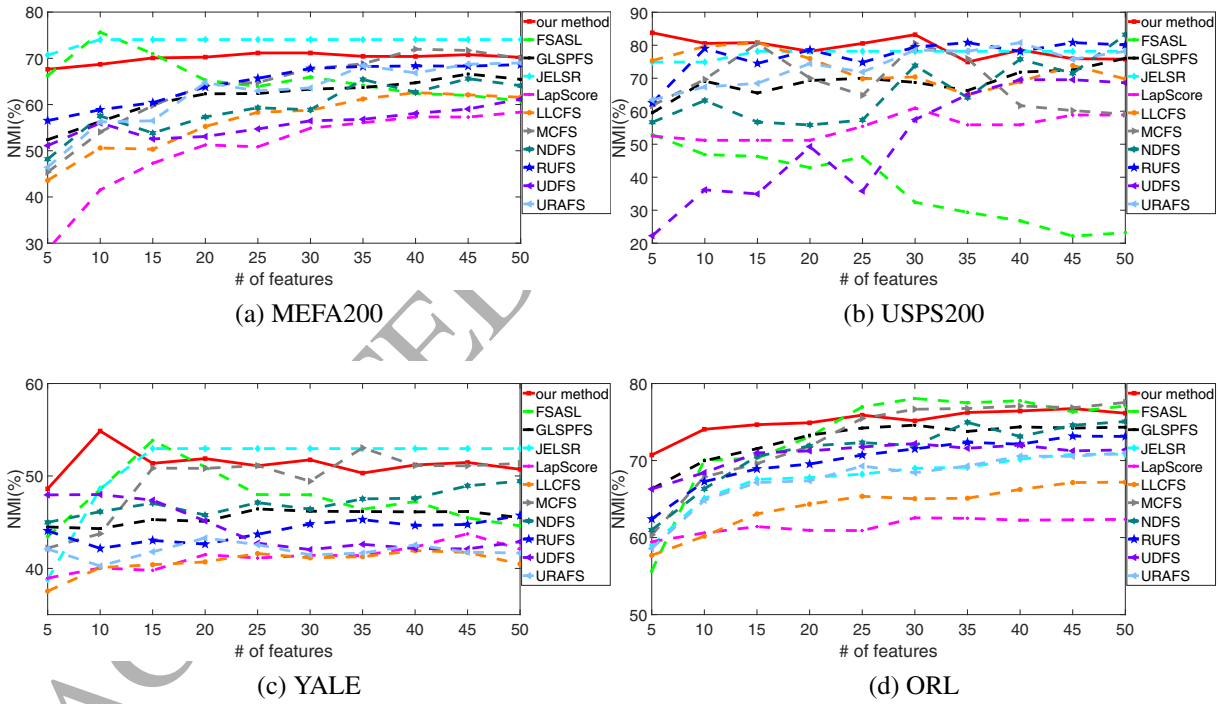 80
70
60
50
40
30
NMI(%)
5 10 15 20 25 30 35 40 45 50
# of features
our method
FSASL
GLSPFS
JELSR
LapScore
LLCFS
MCFS
NDFS
RUFS
UDFS
URAFS
(a) MEFA200
90
80
70
60
50
40
30
20
NMI(%)
5 10 15 20 25 30 35 40 45 50
# of features
our method
FSASL
GLSPFS
JELSR
LapScore
LLCFS
MCFS
NDFS
RUFS
UDFS
URAFS
(b) USPS200
60
50
40
NMI(%)
5 10 15 20 25 30 35 40 45 50
# of features
our method
FSASL
GLSPFS
JELSR
LapScore
LLCFS
MCFS
NDFS
RUFS
UDFS
URAFS
(c) YALE
80
70
60
50
NMI(%)
5 10 15 20 25 30 35 40 45 50
# of features
our method
FSASL
GLSPFS
JELSR
LapScore
LLCFS
MCFS
NDFS
RUFS
UDFS
URAFS
(d) ORL